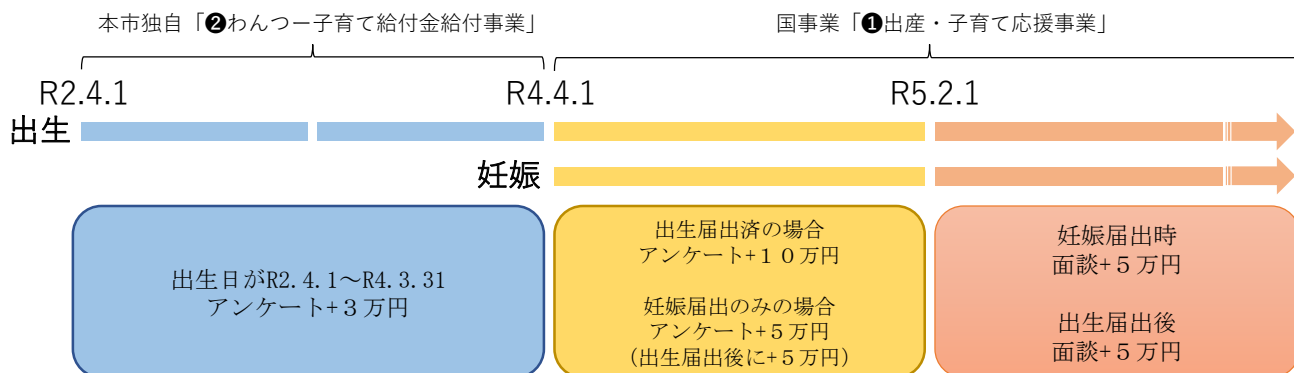 本市独自「❷わんつー子育て給付金給付事業」
国事業「❶出産・子育て応援事業」
R2.4.1
R4.4.1
R5.2.1
出生
妊娠
出生日がR2.4.1～R4.3.31
アンケート+３万円
出生届出済の場合
アンケート+１０万円
妊娠届出のみの場合
アンケート+５万円
（出生届出後に+５万円）
妊娠届出時
面談+５万円
出生届出後
面談+５万円